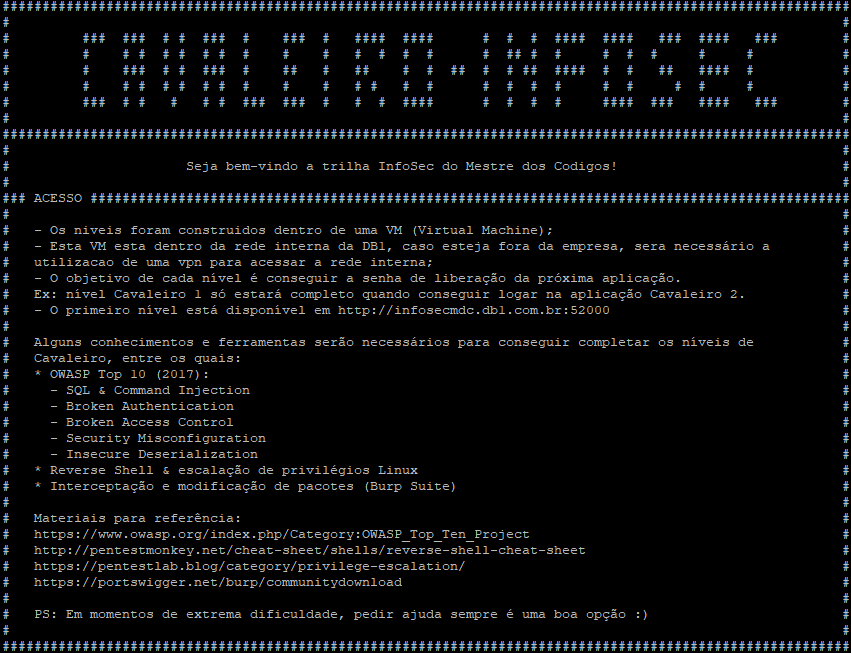 CAVALEIRO - INFOSEC
Seja bem-vindo a trilha InfoSec do Mestre dos Codigos!
### ACESSO
- Os niveis foram construidos dentro de uma VM (Virtual Machine);
- Esta VM esta dentro da rede interna da DB1, caso esteja fora da empresa, sera necessário a
utilizacao de uma vpn para acessar a rede interna;
- O objetivo de cada nível é conseguir a senha de liberação da próxima aplicação.
Ex: nível Cavaleiro 1 só estará completo quando conseguir logar na aplicação Cavaleiro 2.
- O primeiro nível está disponível em http://infosecmdc.db1.com.br:52000
Alguns conhecimentos e ferramentas serão necessários para conseguir completar os níveis de
Cavaleiro, entre os quais:
* OWASP Top 10 (2017):
- SQL & Command Injection
- Broken Authentication
- Broken Access Control
- Security Misconfiguration
- Insecure Deserialization
* Reverse Shell & escalação de privilégios Linux
* Interceptação e modificação de pacotes (Burp Suite)
Materiais para referência:
https://www.owasp.org/index.php/Category:OWASP_Top_Ten_Project
http://pentestmonkey.net/cheat-sheet/shells/reverse-shell-cheat-sheet
https://pentestlab.blog/category/privilege-escalation/
https://portswigger.net/burp/communitydownload
PS: Em momentos de extrema dificuldade, pedir ajuda sempre é uma boa opção :)